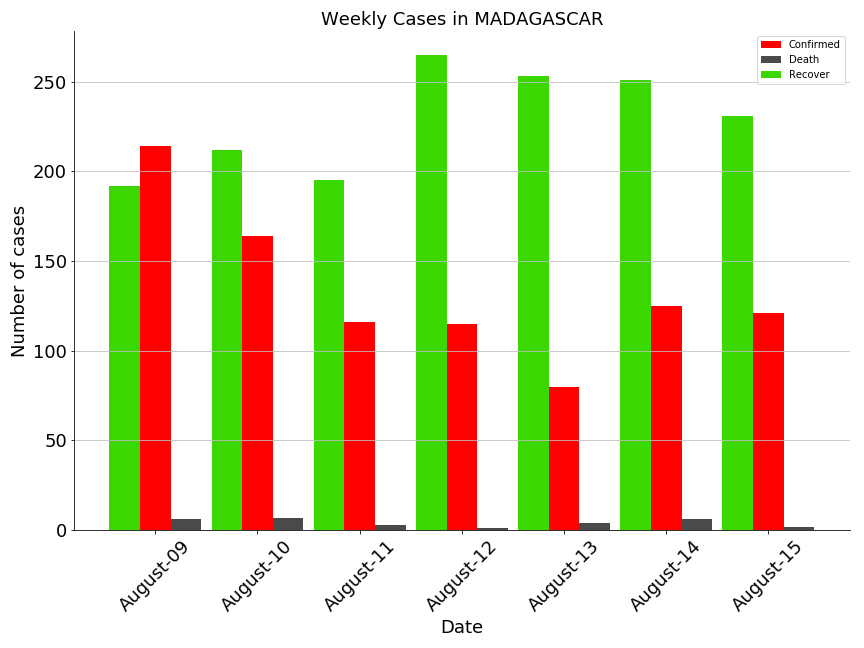 Weekly Cases in MADAGASCAR
Confirmed
Death
Recover
Number of cases
250
200
150
100
50
0
August-09
August-10
August-11
August-12
August-13
August-14
August-15
Date